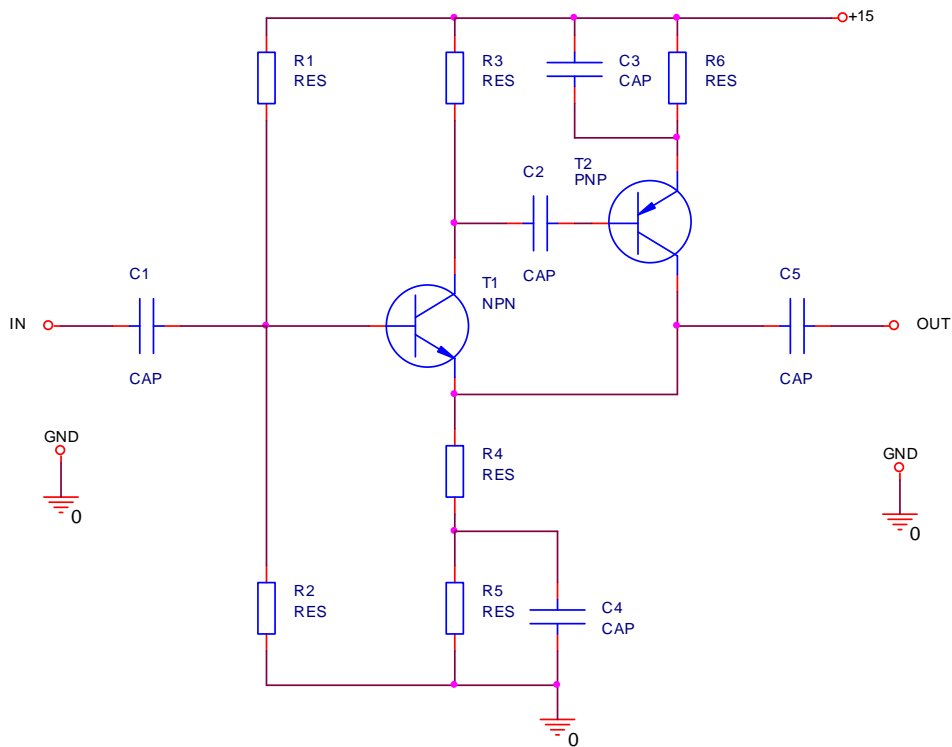 +15
R1
RES
R3
RES
C3
CAP
R6
RES
C2
CAP
T2
PNP
T1
NPN
C1
CAP
IN
C5
CAP
OUT
GND
0
R4
RES
GND
0
R2
RES
R5
RES
C4
CAP
0